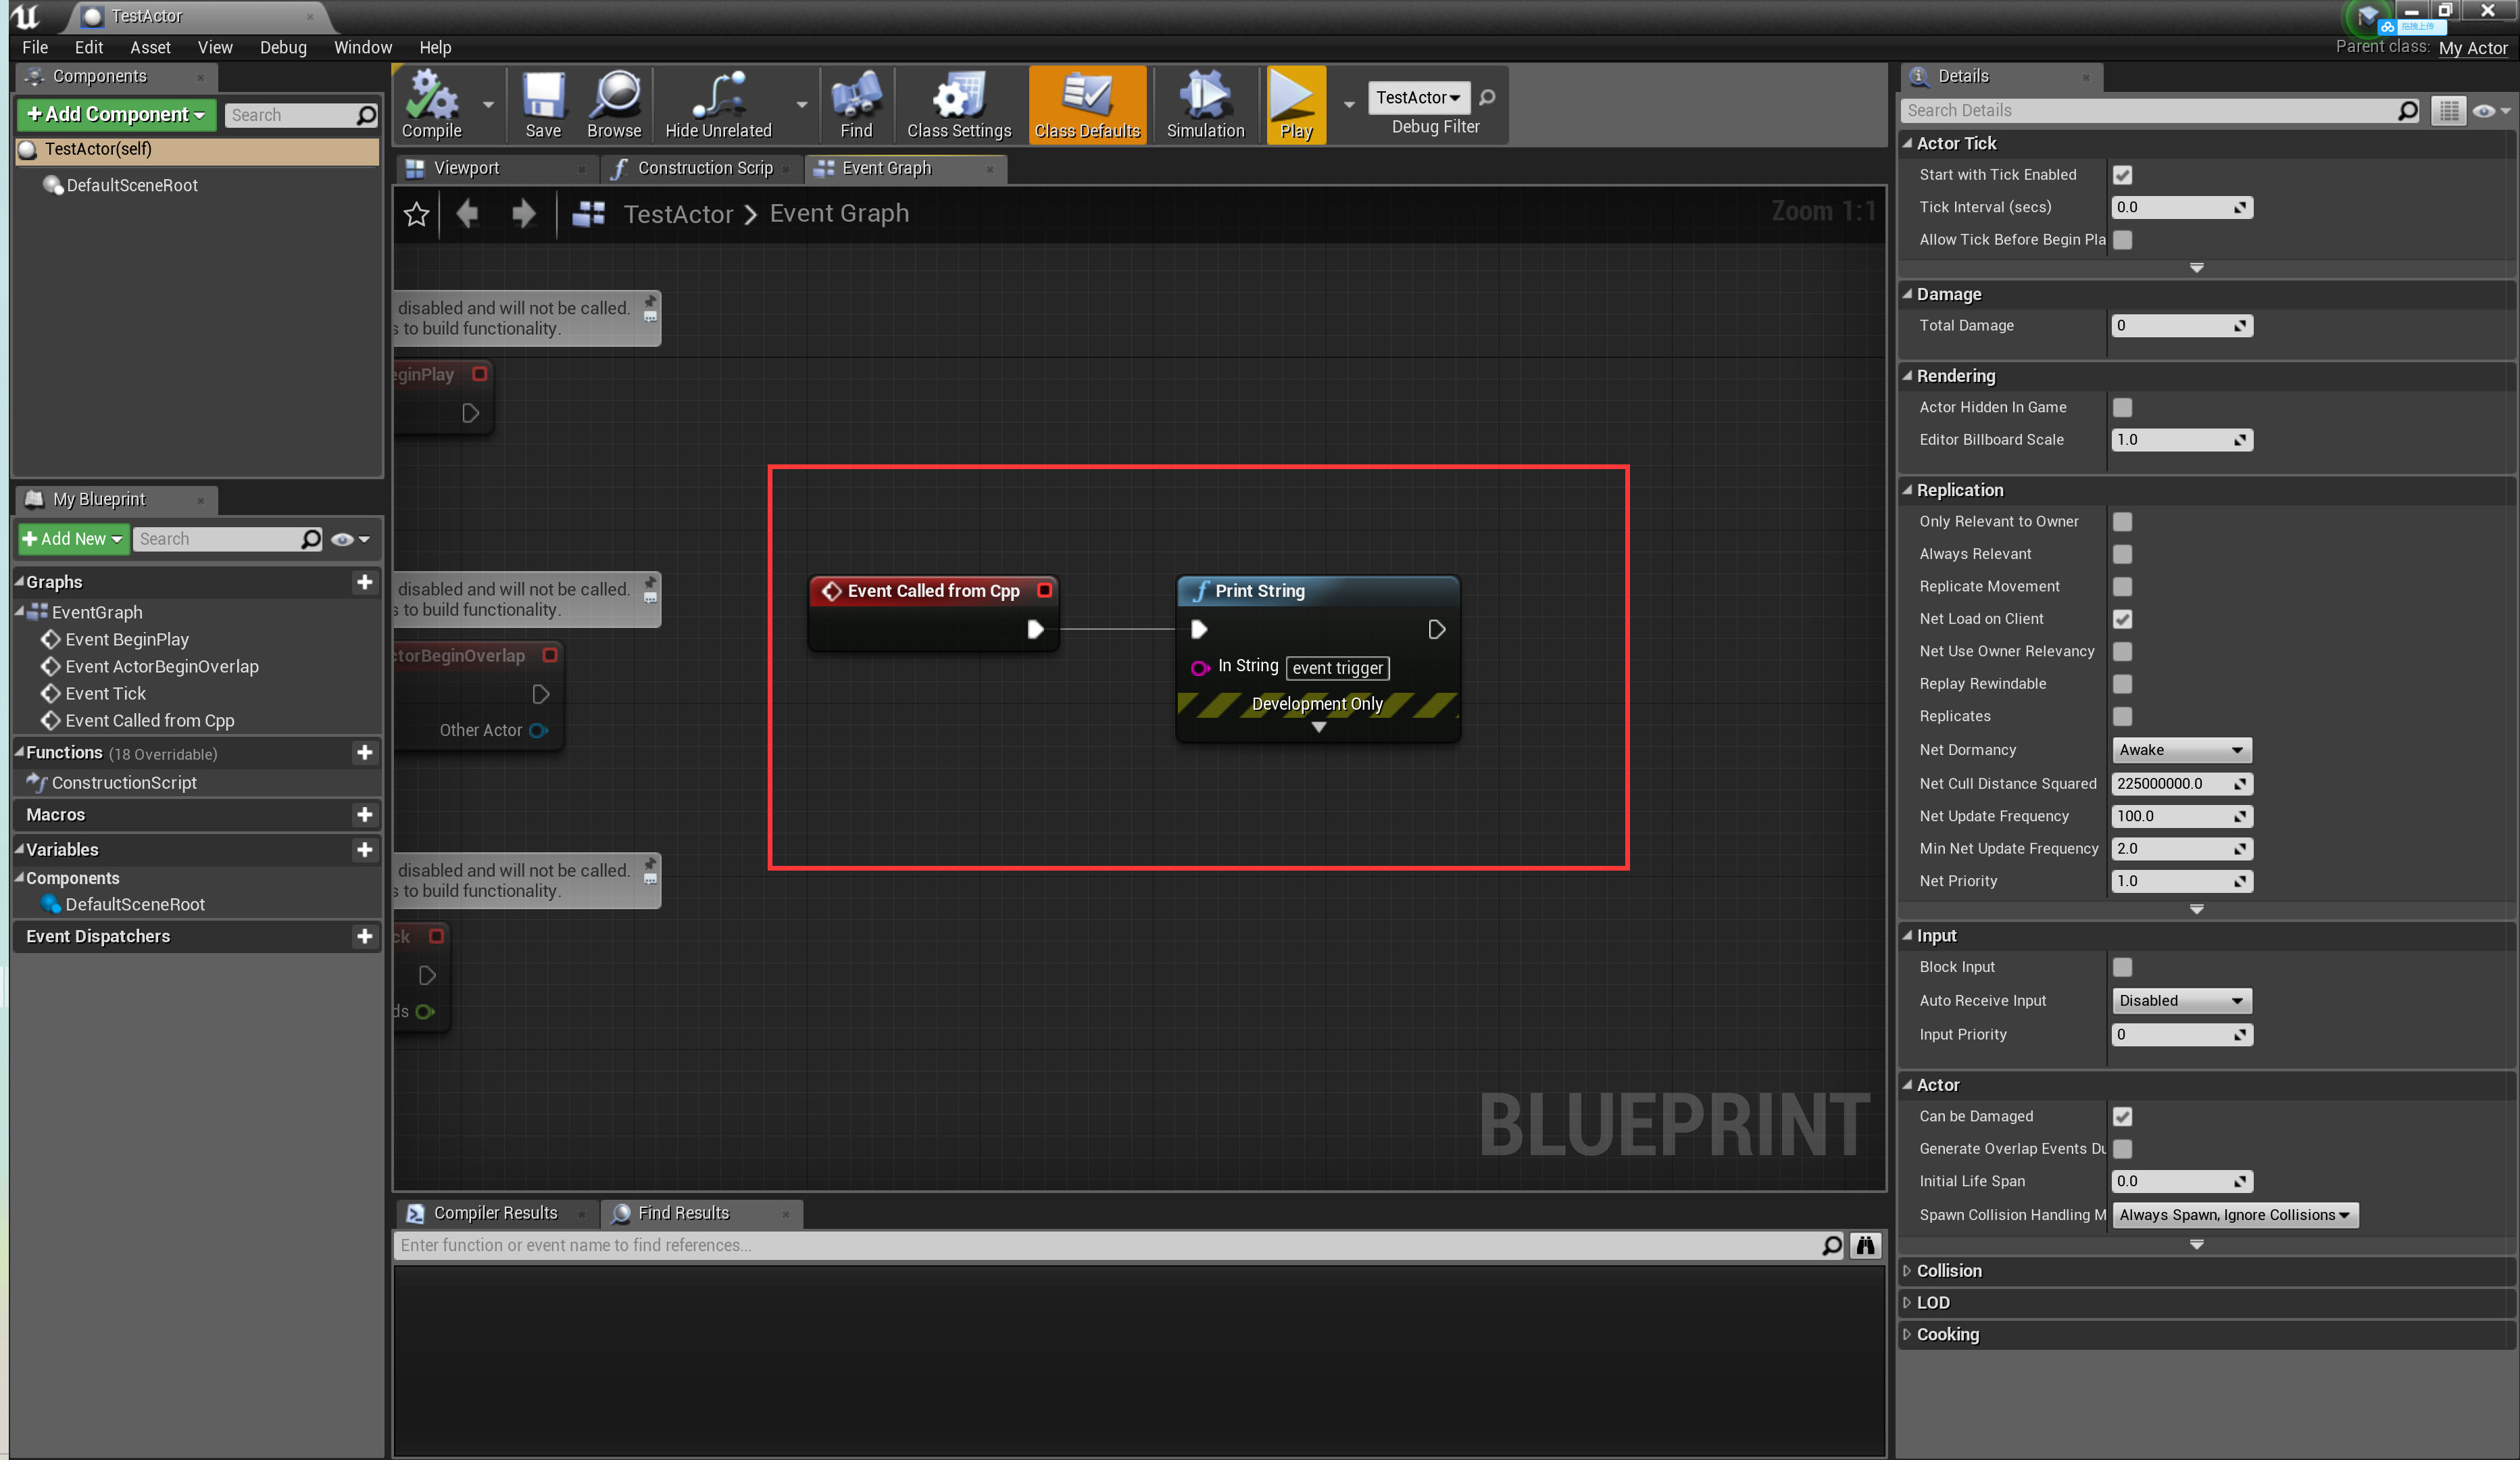 TestActor
拖拽上传
File Edit Asset View Debug Window Help
Parent class: My Actor
Components
+Add Component
Search
TestActor(self)
DefaultSceneRoot
Compile
Save
Browse
Hide Unrelated
Find
Class Settings
Class Defaults
Simulation
Play
TestActor
Debug Filter
Viewport
Construction Scrip
Event Graph
TestActor > Event Graph
Zoom 1:1
disabled and will not be called.
s to build functionality.
eginPlay
disabled and will not be called.
s to build functionality.
ctorBeginOverlap
Other Actor
disabled and will not be called.
s to build functionality.
ck
ds
Event Called from Cpp
Print String
In String event trigger
Development Only
BLUEPRINT
My Blueprint
+ Add New
Search
Graphs
EventGraph
Event BeginPlay
Event ActorBeginOverlap
Event Tick
Event Called from Cpp
Functions (18 Overridable)
ConstructionScript
Macros
Variables
Components
DefaultSceneRoot
Event Dispatchers
Compiler Results
Find Results
Enter function or event name to find references...
Details
Search Details
Actor Tick
Start with Tick Enabled
Tick Interval (secs) 0.0
Allow Tick Before Begin Pla
Damage
Total Damage 0
Rendering
Actor Hidden In Game
Editor Billboard Scale 1.0
Replication
Only Relevant to Owner
Always Relevant
Replicate Movement
Net Load on Client
Net Use Owner Relevancy
Replay Rewindable
Replicates
Net Dormancy Awake
Net Cull Distance Squared 225000000.0
Net Update Frequency 100.0
Min Net Update Frequency 2.0
Net Priority 1.0
Input
Block Input
Auto Receive Input Disabled
Input Priority 0
Actor
Can be Damaged
Generate Overlap Events Du
Initial Life Span 0.0
Spawn Collision Handling M Always Spawn, Ignore Collisions
Collision
LOD
Cooking